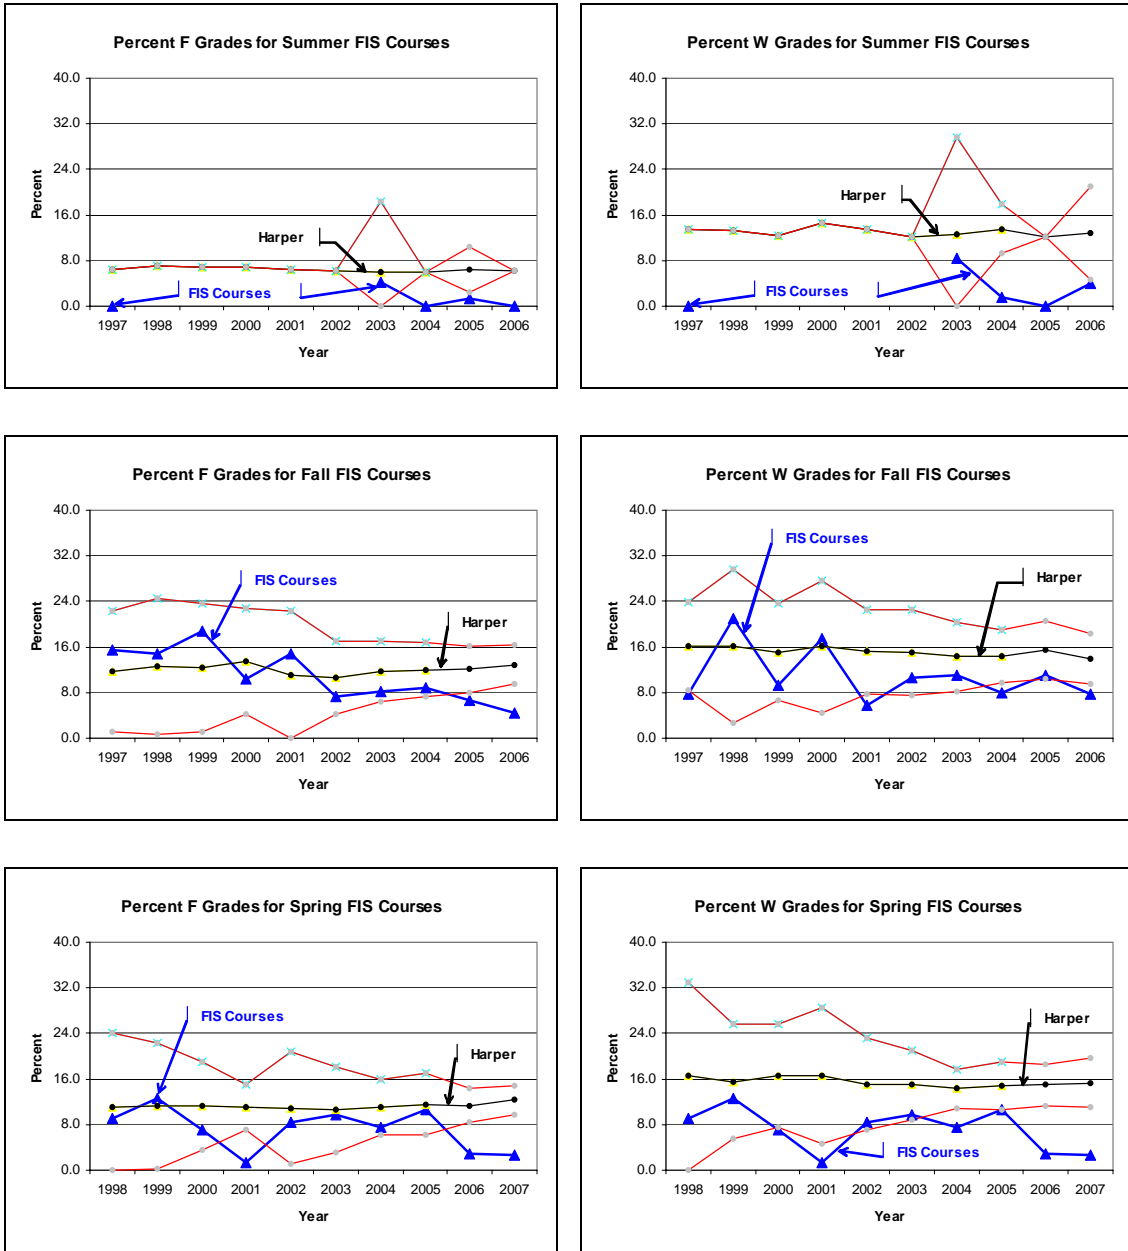 Percent F Grades for Summer FIS Courses
40.0
32.0
24.0
16.0
8.0
0.0
Percent
Harper
FIS Courses
1997 1998 1999 2000 2001 2002 2003 2004 2005 2006
Year
Percent W Grades for Summer FIS Courses
40.0
32.0
24.0
16.0
8.0
0.0
Percent
Harper
FIS Courses
1997 1998 1999 2000 2001 2002 2003 2004 2005 2006
Year
Percent F Grades for Fall FIS Courses
40.0
32.0
24.0
16.0
8.0
0.0
Percent
FIS Courses
Harper
1997 1998 1999 2000 2001 2002 2003 2004 2005 2006
Year
Percent W Grades for Fall FIS Courses
40.0
32.0
24.0
16.0
8.0
0.0
Percent
FIS Courses
Harper
1997 1998 1999 2000 2001 2002 2003 2004 2005 2006
Year
Percent F Grades for Spring FIS Courses
40.0
32.0
24.0
16.0
8.0
0.0
Percent
FIS Courses
Harper
1998 1999 2000 2001 2002 2003 2004 2005 2006 2007
Year
Percent W Grades for Spring FIS Courses
40.0
32.0
24.0
16.0
8.0
0.0
Percent
Harper
FIS Courses
1998 1999 2000 2001 2002 2003 2004 2005 2006 2007
Year